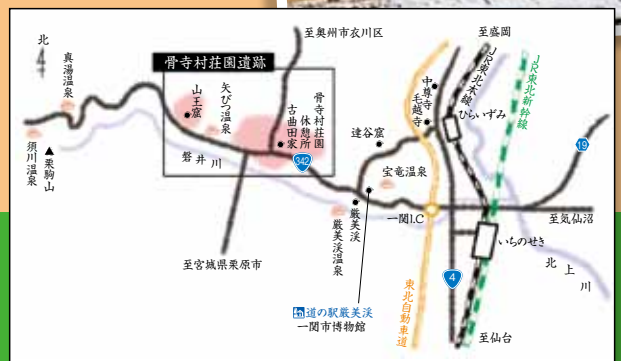 北
至奥州市衣川区
至盛岡
骨寺村荘園遺跡
真湯温泉
山王窟
矢びつ温泉
骨寺村荘園
休憩所
古曲田家
342
磐井川
須川温泉
▲栗駒山
達谷窟
中尊寺
毛越寺
JR東北本線
ひらいずみ
JR東北新幹線
19
宝竜温泉
厳美渓
厳美渓温泉
一関I.C
至気仙沼
いちのせき
北上川
至宮城県栗原市
道の駅厳美渓
一関市博物館
東北自動車道
4
至仙台